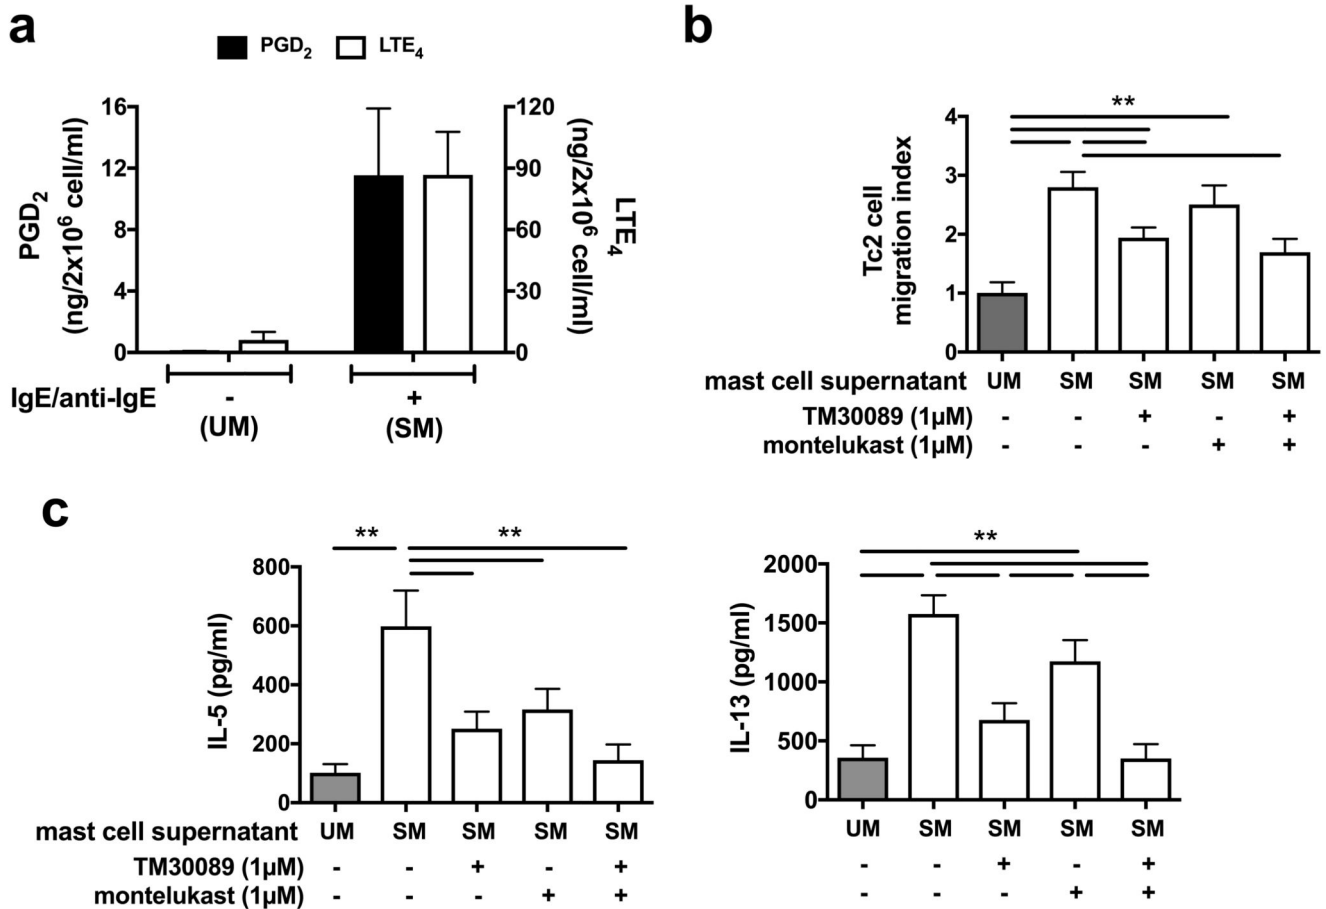 a
PGD2 LTE4
PGD2
(ng/2x10^6 cell/ml)
16
12
8
4
0
120
90
60
30
0
LTE4
(ng/2x10^6 cell/ml)
IgE/anti-IgE - +
(UM) (SM)
b
Tc2 cell
migration index
4
3
2
1
0
**
mast cell supernatant UM SM SM SM SM
TM30089 (1µM) - - + - +
montelukast (1µM) - - - + +
c
IL-5 (pg/ml)
800
600
400
200
0
** **
mast cell supernatant UM SM SM SM SM
TM30089 (1µM) - - + - +
montelukast (1µM) - - - + +
IL-13 (pg/ml)
2000
1500
1000
500
0
**
UM SM SM SM SM
- - + - +
- - - + +